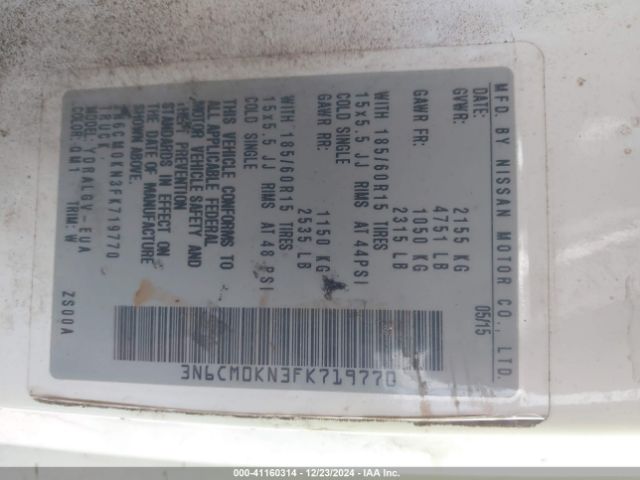 MFD. BY NISSAN MOTOR CO., LTD.
DATE: 05/15
GVWR: 2155 KG
4751 LB
GAWR FR: 1050 KG
2315 LB
WITH 185/60R15 TIRES
15x5.5 JJ RIMS AT 44PSI
COLD SINGLE
GAWR RR: 1150 KG
2535 LB
WITH 185/60R15 TIRES
15x5.5 JJ RIMS AT 48 PSI
COLD SINGLE
THIS VEHICLE CONFORMS TO
ALL APPLICABLE FEDERAL
MOTOR VEHICLE SAFETY AND
THEFT PREVENTION
STANDARDS IN EFFECT ON
THE DATE OF MANUFACTURE
SHOWN ABOVE.
3N6CM0KN3FK719770
TRUCK
MODEL: FDRALGV-EUA
COLOR: QM1 TRIM: W
ZS00A
3N6CM0KN3FK719770
000-41160314 - 12/23/2024 - IAA Inc.